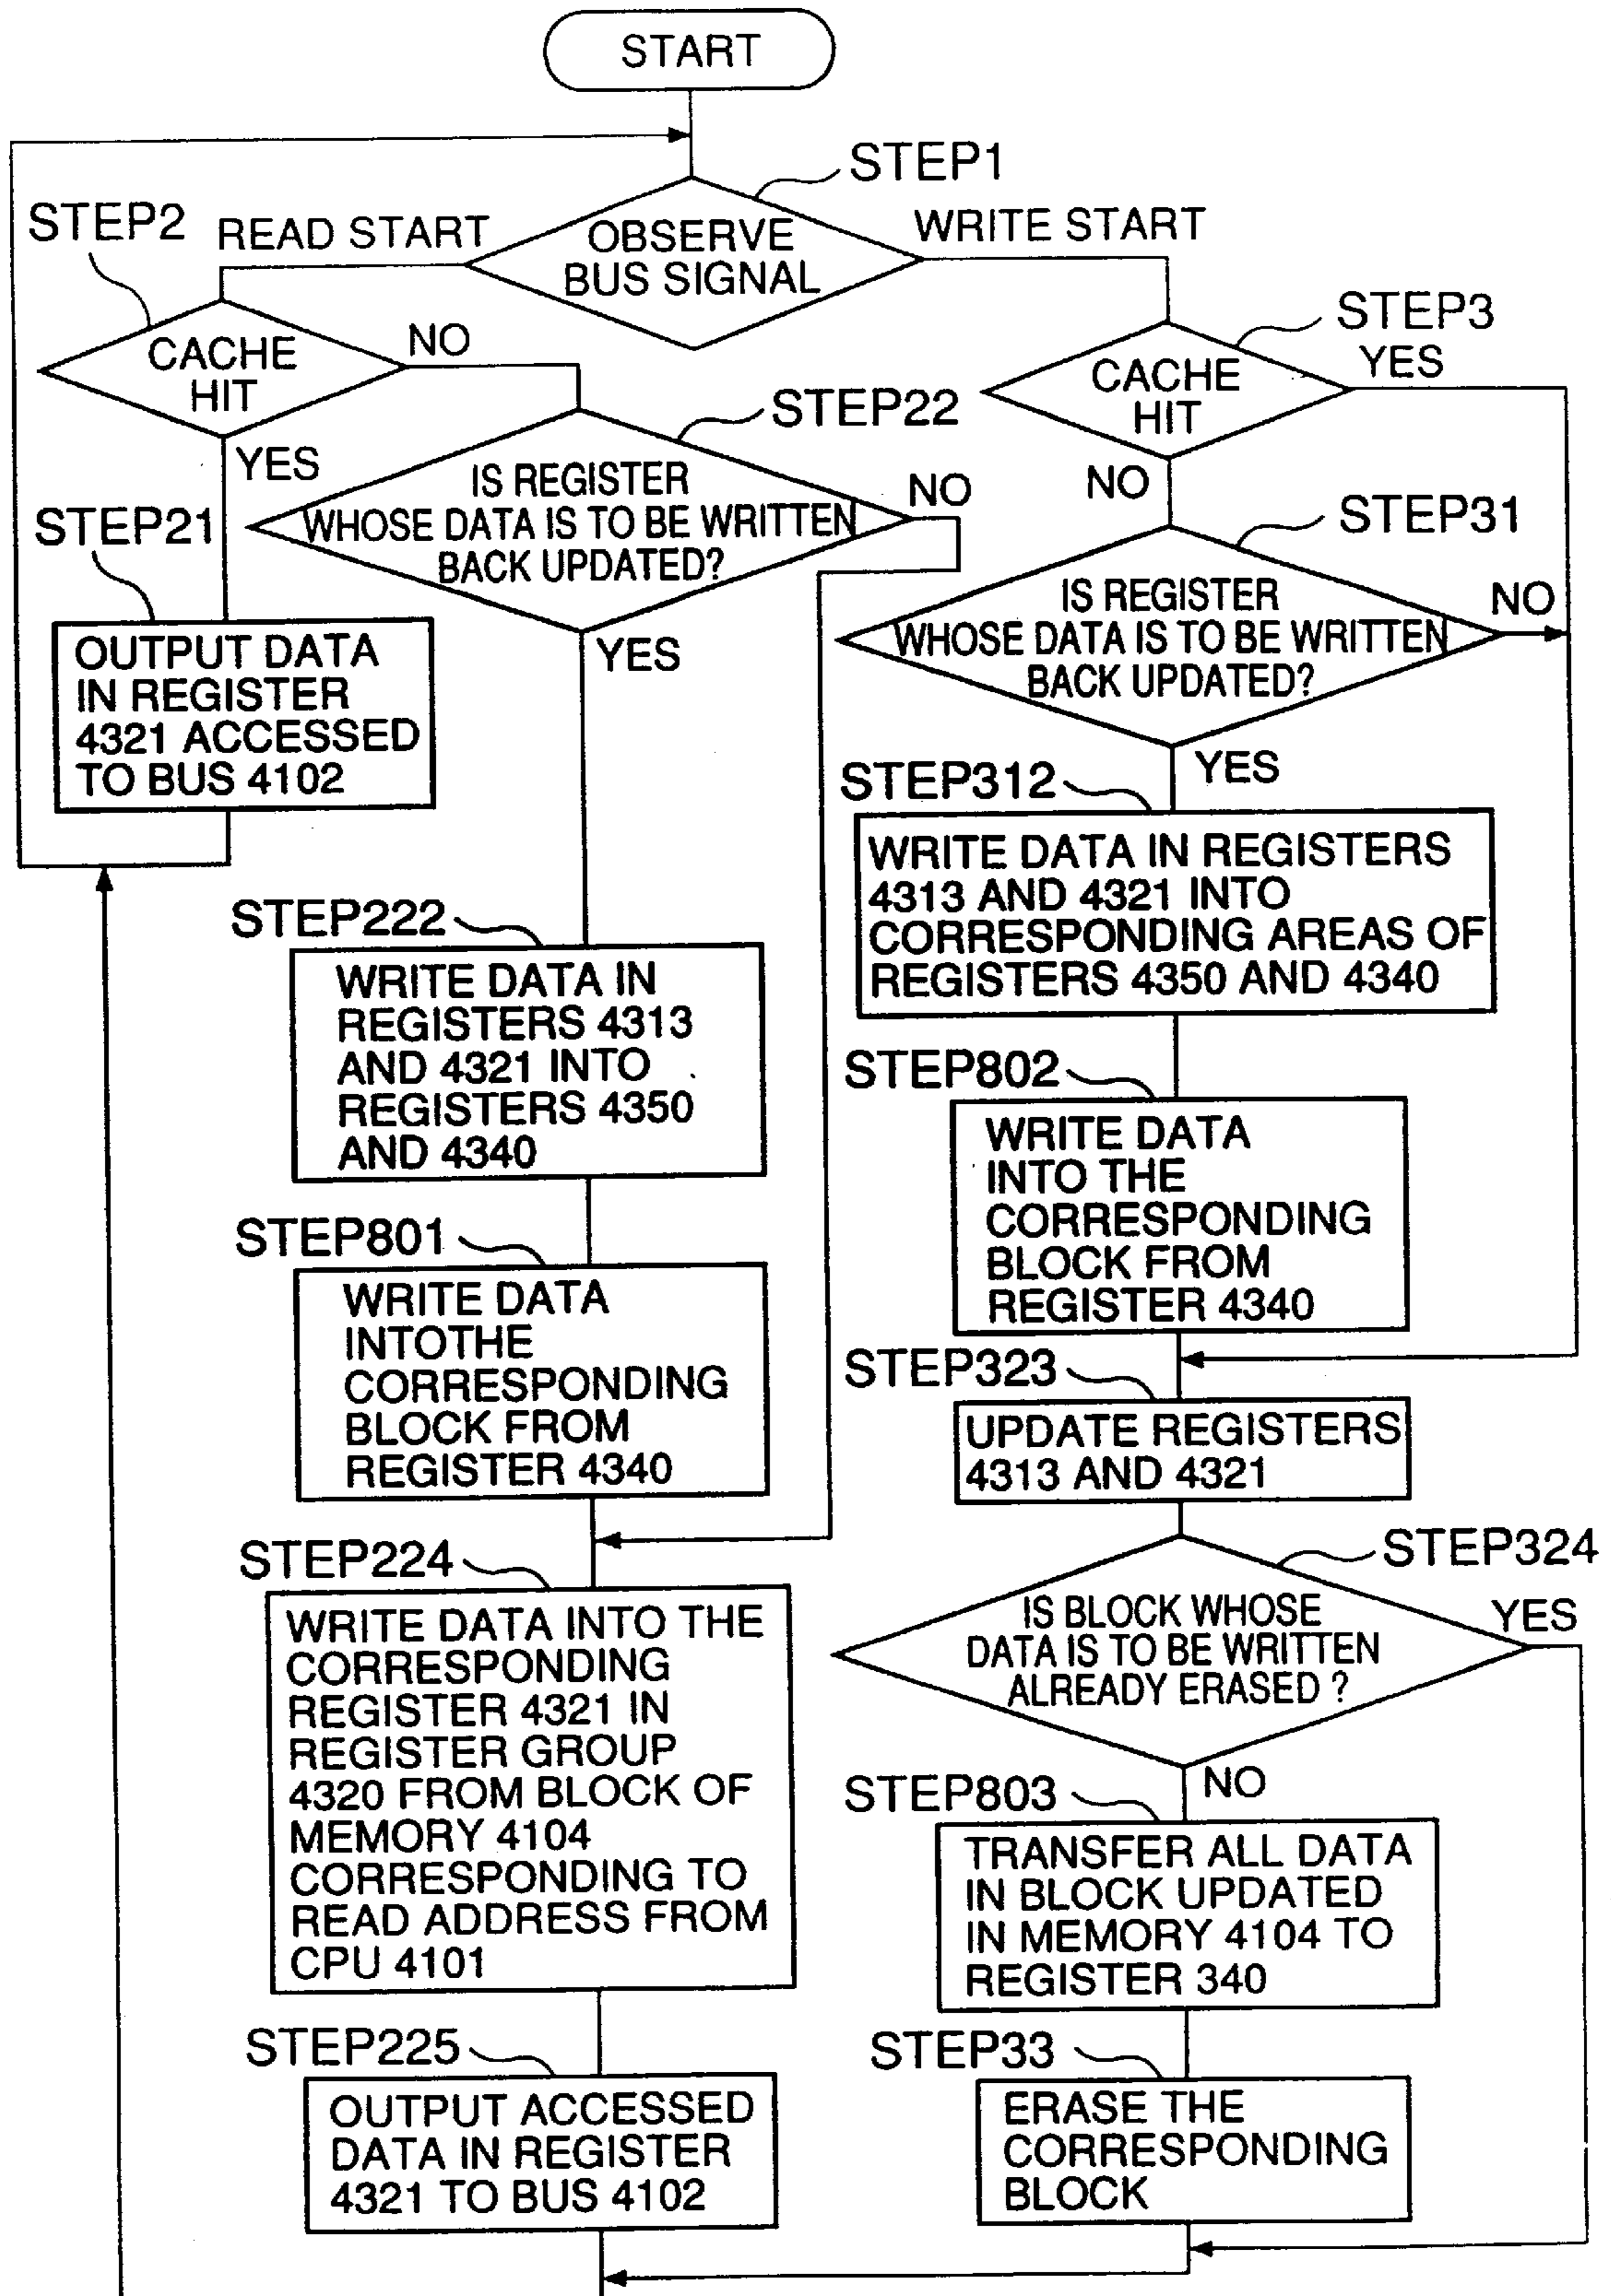 START
STEP1
STEP2
READ START
OBSERVE
BUS SIGNAL
WRITE START
CACHE
HIT
NO
YES
STEP3
CACHE
HIT
YES
NO
STEP22
IS REGISTER
WHOSE DATA IS TO BE WRITTEN
BACK UPDATED?
NO
YES
STEP21
OUTPUT DATA
IN REGISTER
4321 ACCESSED
TO BUS 4102
STEP31
IS REGISTER
WHOSE DATA IS TO BE WRITTEN
BACK UPDATED?
NO
YES
STEP222
WRITE DATA IN
REGISTERS 4313
AND 4321 INTO
REGISTERS 4350
AND 4340
STEP801
WRITE DATA
INTOTHE
CORRESPONDING
BLOCK FROM
REGISTER 4340
STEP224
WRITE DATA INTO THE
CORRESPONDING
REGISTER 4321 IN
REGISTER GROUP
4320 FROM BLOCK OF
MEMORY 4104
CORRESPONDING TO
READ ADDRESS FROM
CPU 4101
STEP225
OUTPUT ACCESSED
DATA IN REGISTER
4321 TO BUS 4102
STEP312
WRITE DATA IN REGISTERS
4313 AND 4321 INTO
CORRESPONDING AREAS OF
REGISTERS 4350 AND 4340
STEP802
WRITE DATA
INTO THE
CORRESPONDING
BLOCK FROM
REGISTER 4340
STEP323
UPDATE REGISTERS
4313 AND 4321
STEP324
IS BLOCK WHOSE
DATA IS TO BE WRITTEN
ALREADY ERASED ?
YES
NO
STEP803
TRANSFER ALL DATA
IN BLOCK UPDATED
IN MEMORY 4104 TO
REGISTER 340
STEP33
ERASE THE
CORRESPONDING
BLOCK